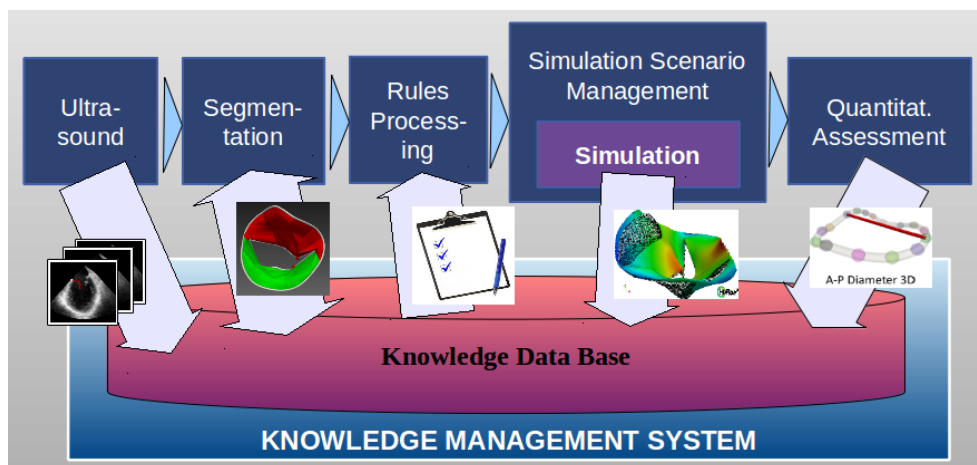 Ultra-
sound
Segmen-
tation
Rules
Process-
ing
Simulation Scenario
Management
Simulation
Quantitat.
Assessment
A-P Diameter 3D
Knowledge Data Base
KNOWLEDGE MANAGEMENT SYSTEM